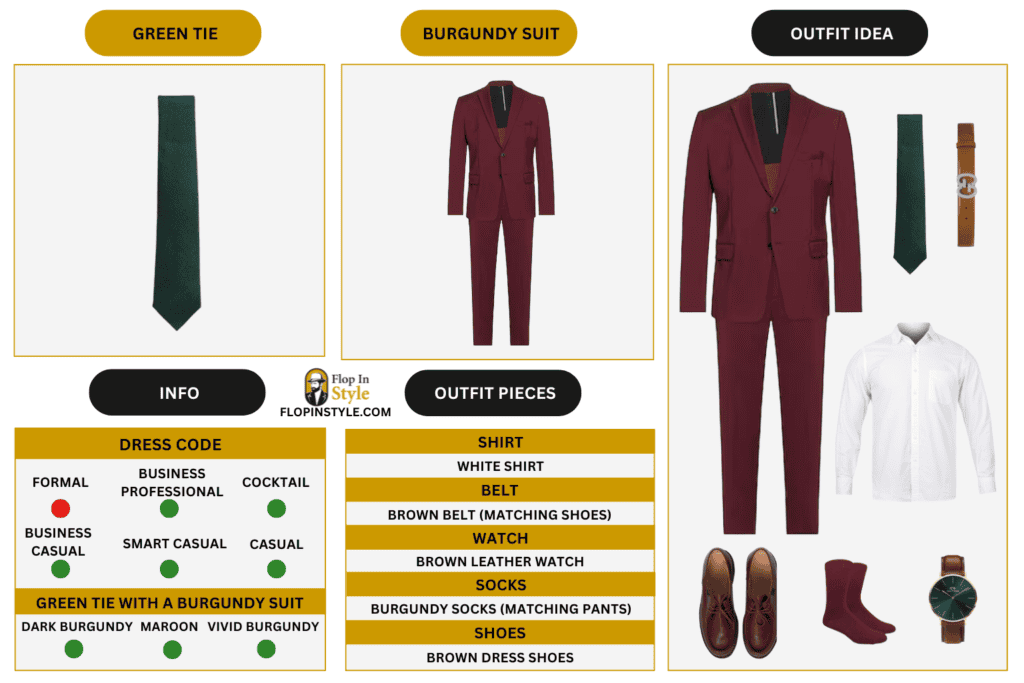 GREEN TIE
BURGUNDY SUIT
OUTFIT IDEA
INFO
Flop In
Style
FLOPINSTYLE.COM
OUTFIT PIECES
DRESS CODE
FORMAL
BUSINESS
PROFESSIONAL
COCKTAIL
BUSINESS
CASUAL
SMART CASUAL
CASUAL
GREEN TIE WITH A BURGUNDY SUIT
DARK BURGUNDY
MAROON
VIVID BURGUNDY
SHIRT
WHITE SHIRT
BELT
BROWN BELT (MATCHING SHOES)
WATCH
BROWN LEATHER WATCH
SOCKS
BURGUNDY SOCKS (MATCHING PANTS)
SHOES
BROWN DRESS SHOES